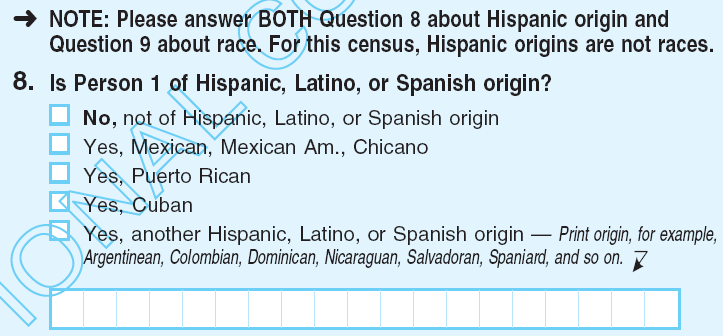 → NOTE: Please answer BOTH Question 8 about Hispanic origin and
Question 9 about race. For this census, Hispanic origins are not races.
8. Is Person 1 of Hispanic, Latino, or Spanish origin?
No, not of Hispanic, Latino, or Spanish origin
Yes, Mexican, Mexican Am., Chicano
Yes, Puerto Rican
Yes, Cuban
Yes, another Hispanic, Latino, or Spanish origin — Print origin, for example,
Argentinean, Colombian, Dominican, Nicaraguan, Salvadoran, Spaniard, and so on.
IONAL CO